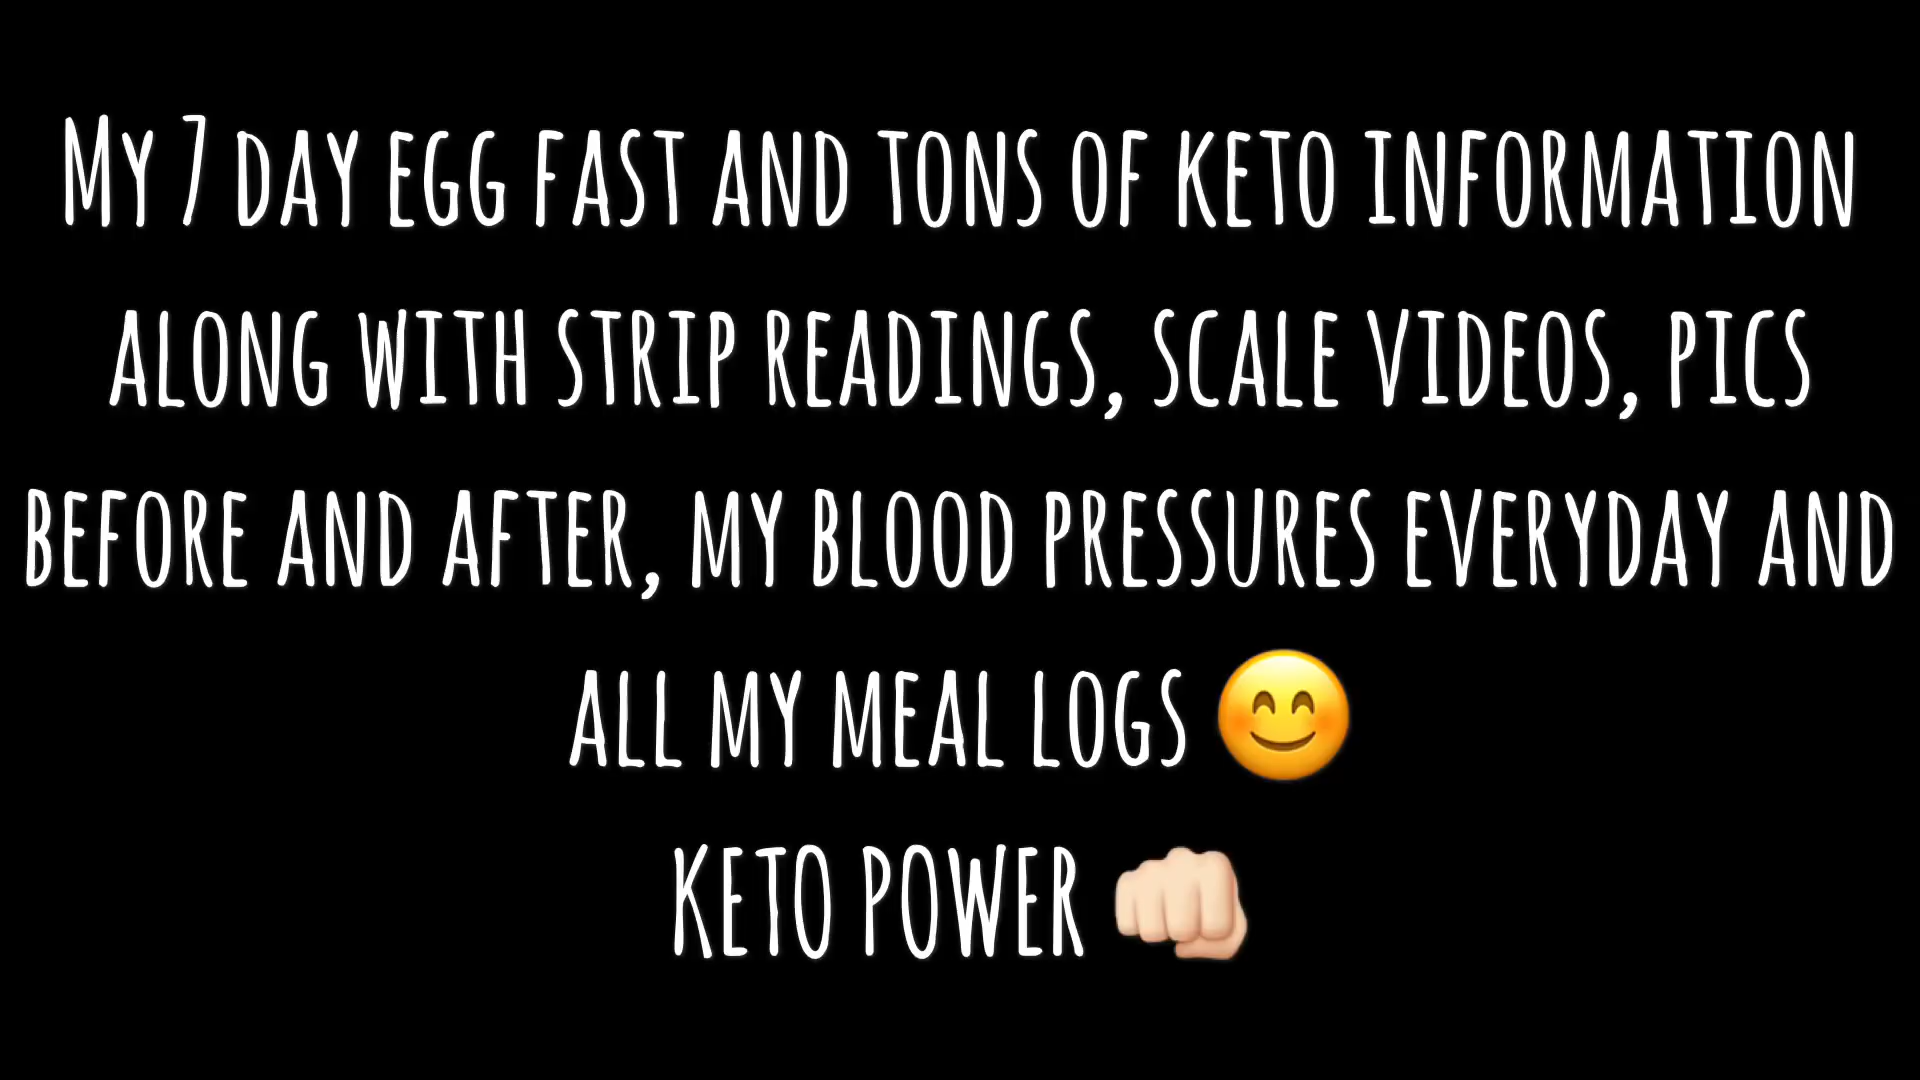 My 7 day egg fast and tons of keto information
along with strip readings, scale videos, pics
before and after, my blood pressures everyday and
all my meal logs 😊
KETO POWER 👊🏻